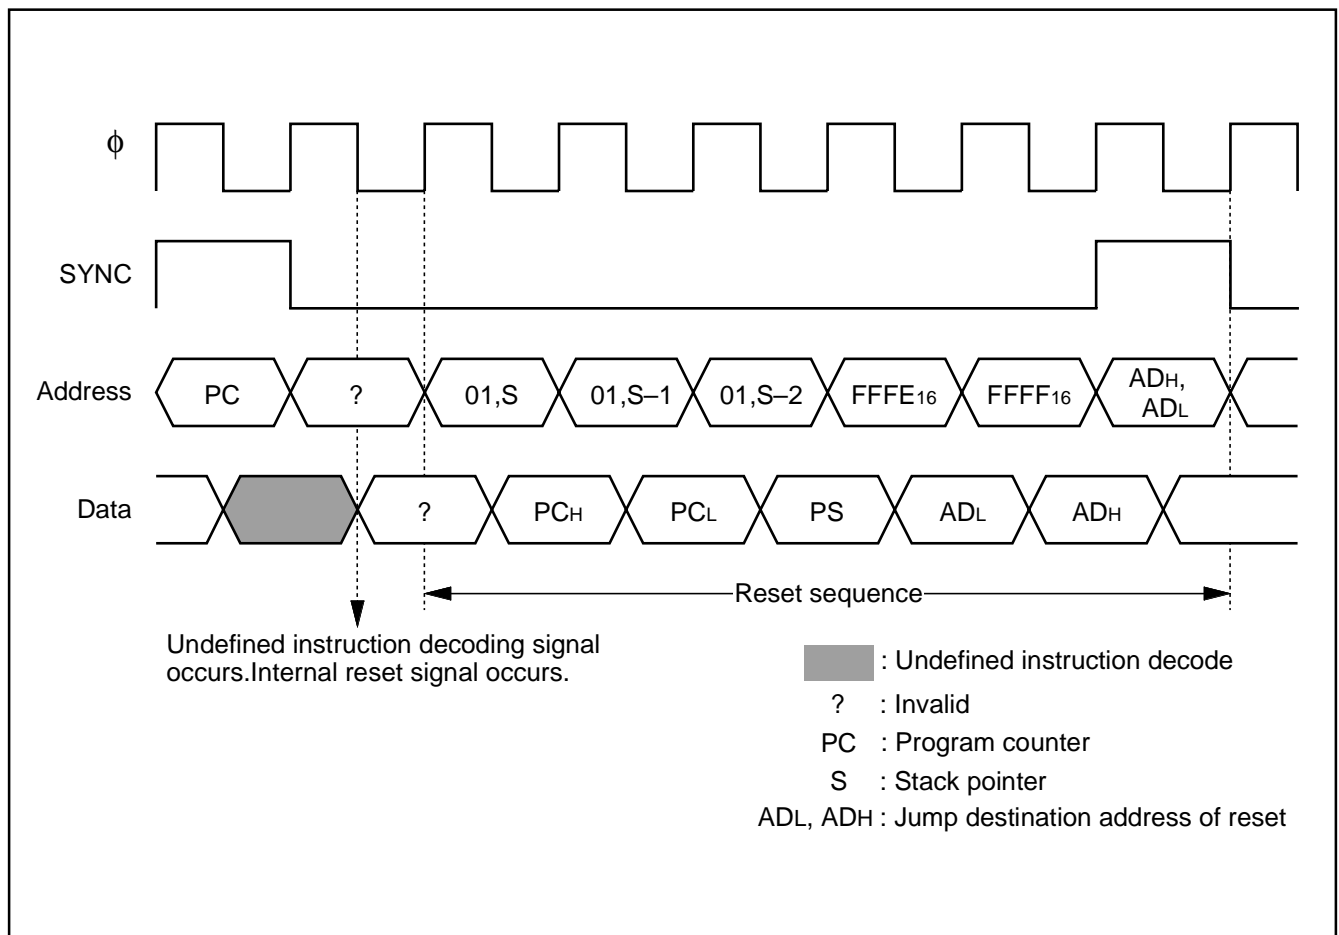 ϕ
SYNC
Address PC ? 01,S 01,S–1 01,S–2 FFFE16 FFFF16 ADH, ADL
Data ? PCH PCL PS ADL ADH
Reset sequence
Undefined instruction decoding signal
occurs.Internal reset signal occurs.
: Undefined instruction decode
? : Invalid
PC : Program counter
S : Stack pointer
ADL, ADH : Jump destination address of reset